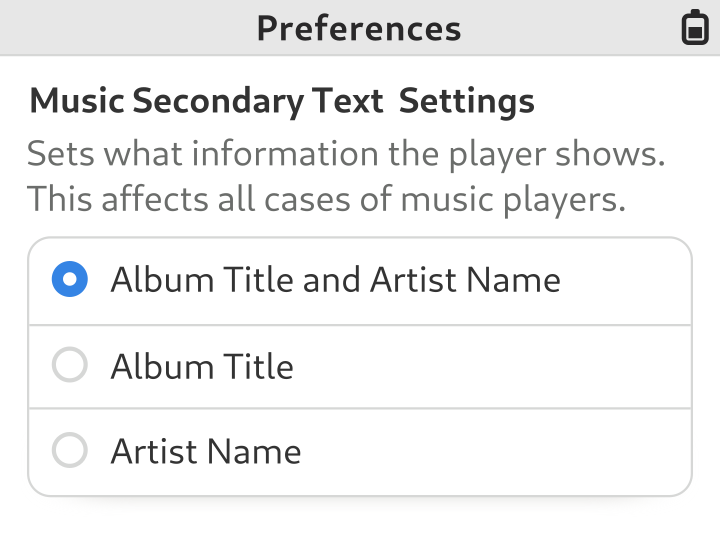 Preferences
Music Secondary Text  Settings
Sets what information the player shows.
This affects all cases of music players.
Album Title and Artist Name
Album Title
Artist Name